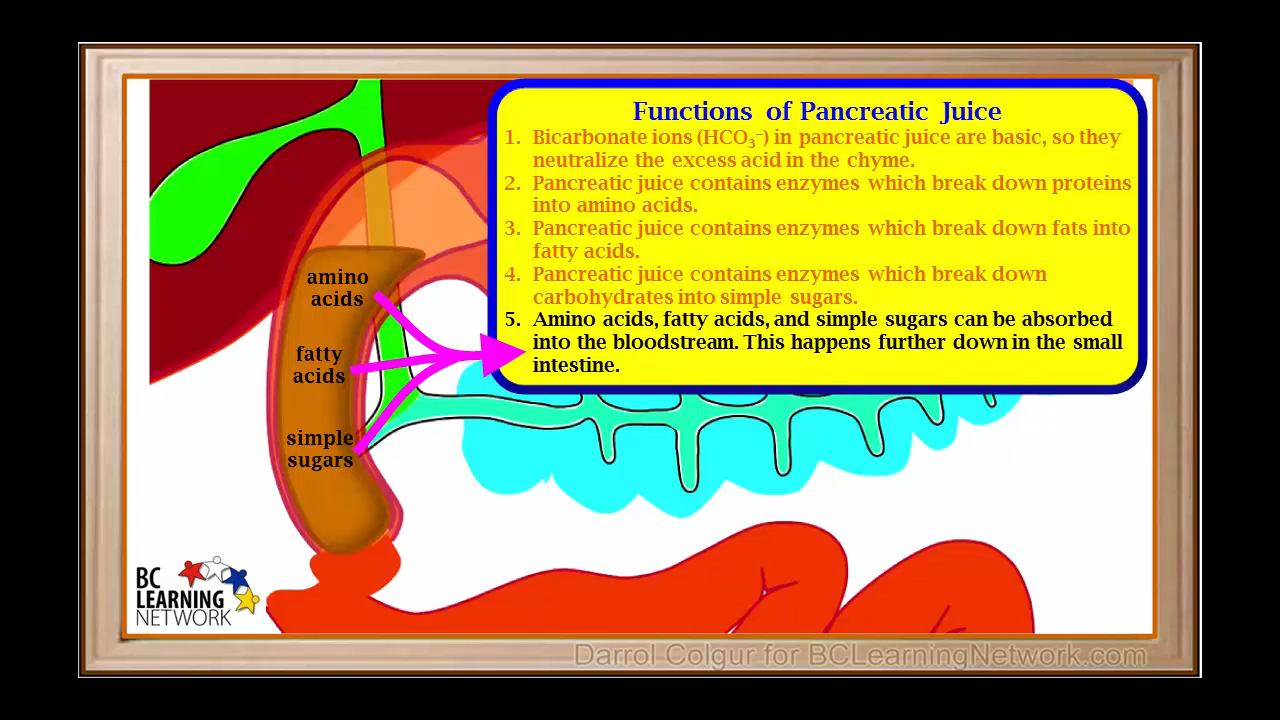 Functions of Pancreatic Juice
1. Bicarbonate ions (HCO₃⁻) in pancreatic juice are basic, so they
neutralize the excess acid in the chyme.
2. Pancreatic juice contains enzymes which break down proteins
into amino acids.
3. Pancreatic juice contains enzymes which break down fats into
fatty acids.
4. Pancreatic juice contains enzymes which break down
carbohydrates into simple sugars.
5. Amino acids, fatty acids, and simple sugars can be absorbed
into the bloodstream. This happens further down in the small
intestine.
amino
acids
fatty
acids
simple
sugars
BC
LEARNING
NETWORK
Darrol Colgur for BCLearningNetwork.com